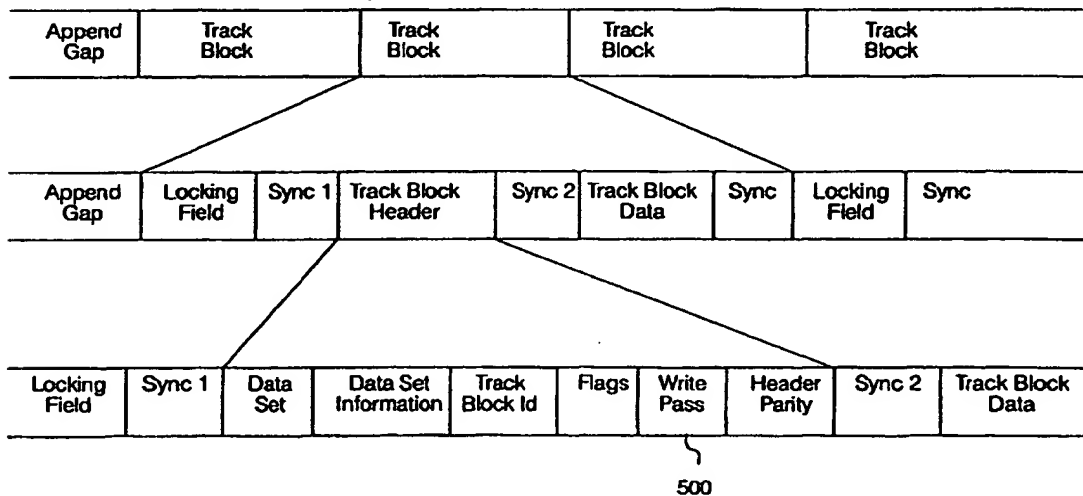 Append Gap Track Block Track Block Track Block Track Block
Append Gap Locking Field Sync 1 Track Block Header Sync 2 Track Block Data Sync Locking Field Sync
Locking Field Sync 1 Data Set Data Set Information Track Block Id Flags Write Pass Header Parity Sync 2 Track Block Data
500